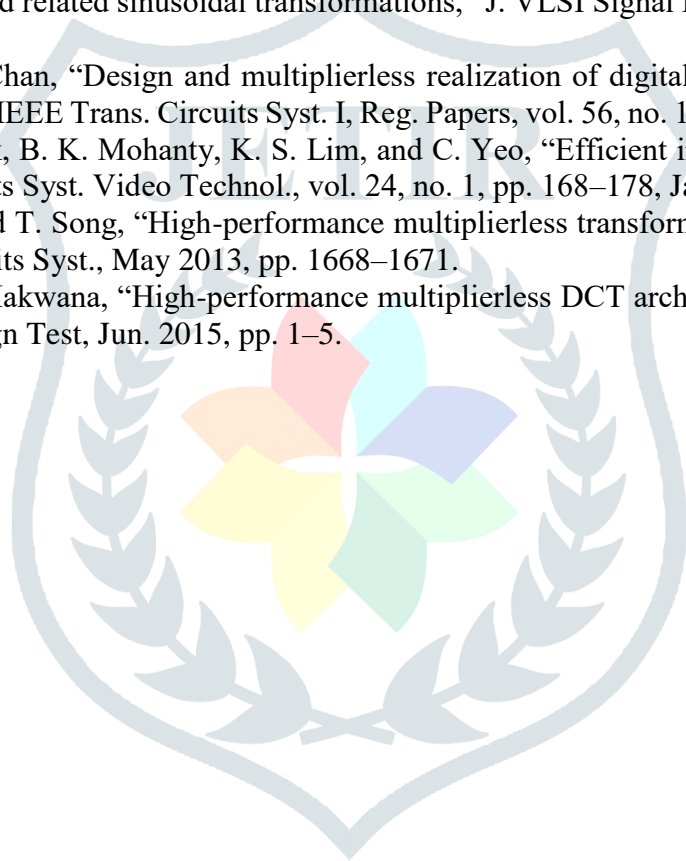 d related sinusoidal transformations,” J. VLSI Signal
Chan, “Design and multiplierless realization of digital
IEEE Trans. Circuits Syst. I, Reg. Papers, vol. 56, no. 1
, B. K. Mohanty, K. S. Lim, and C. Yeo, “Efficient i
ts Syst. Video Technol., vol. 24, no. 1, pp. 168–178, Ja
d T. Song, “High-performance multiplierless transform
its Syst., May 2013, pp. 1668–1671.
Makwana, “High-performance multiplierless DCT arch
gn Test, Jun. 2015, pp. 1–5.
JETIR